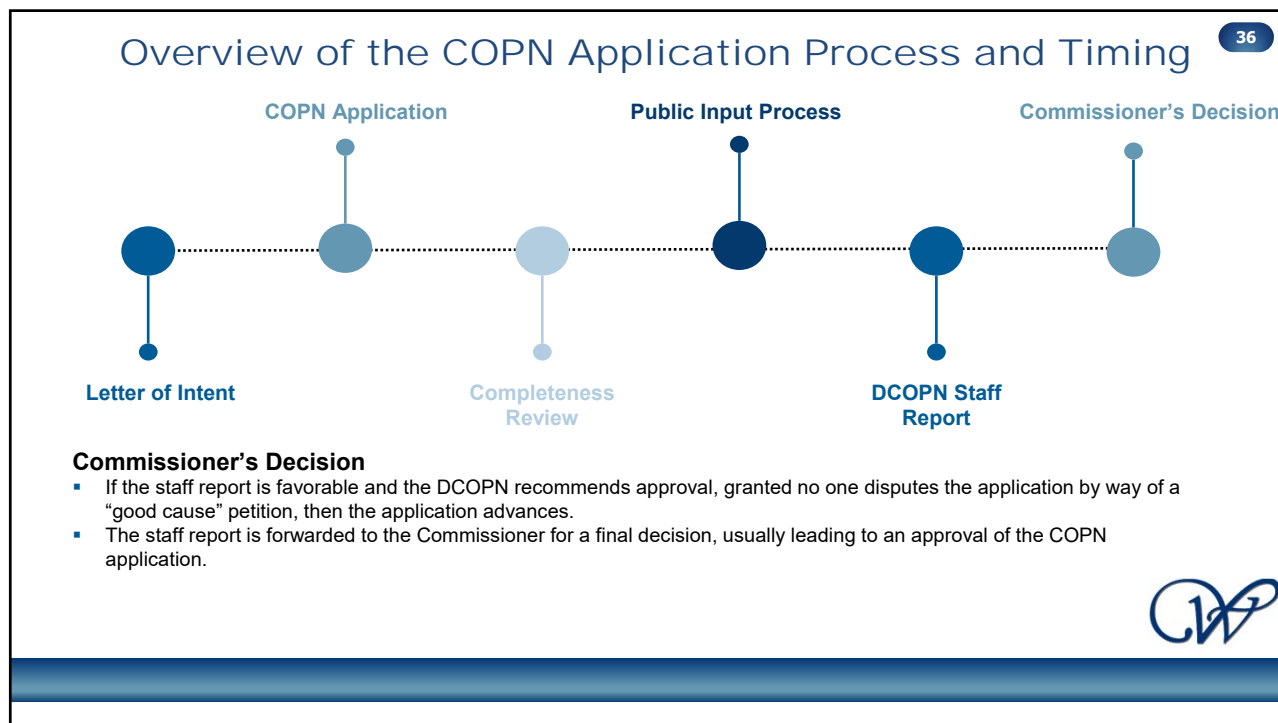 Overview of the COPN Application Process and Timing
36
COPN Application
Public Input Process
Commissioner’s Decision
Letter of Intent
Completeness
Review
DCOPN Staff
Report
Commissioner’s Decision
▪ If the staff report is favorable and the DCOPN recommends approval, granted no one disputes the application by way of a
“good cause” petition, then the application advances.
▪ The staff report is forwarded to the Commissioner for a final decision, usually leading to an approval of the COPN
application.